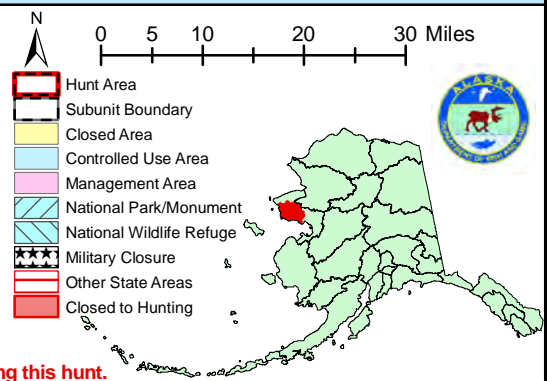 N
0 5 10 20 30 Miles
Hunt Area
Subunit Boundary
Closed Area
Controlled Use Area
Management Area
National Park/Monument
National Wildlife Refuge
Military Closure
Other State Areas
Closed to Hunting
ALASKA
ng this hunt.